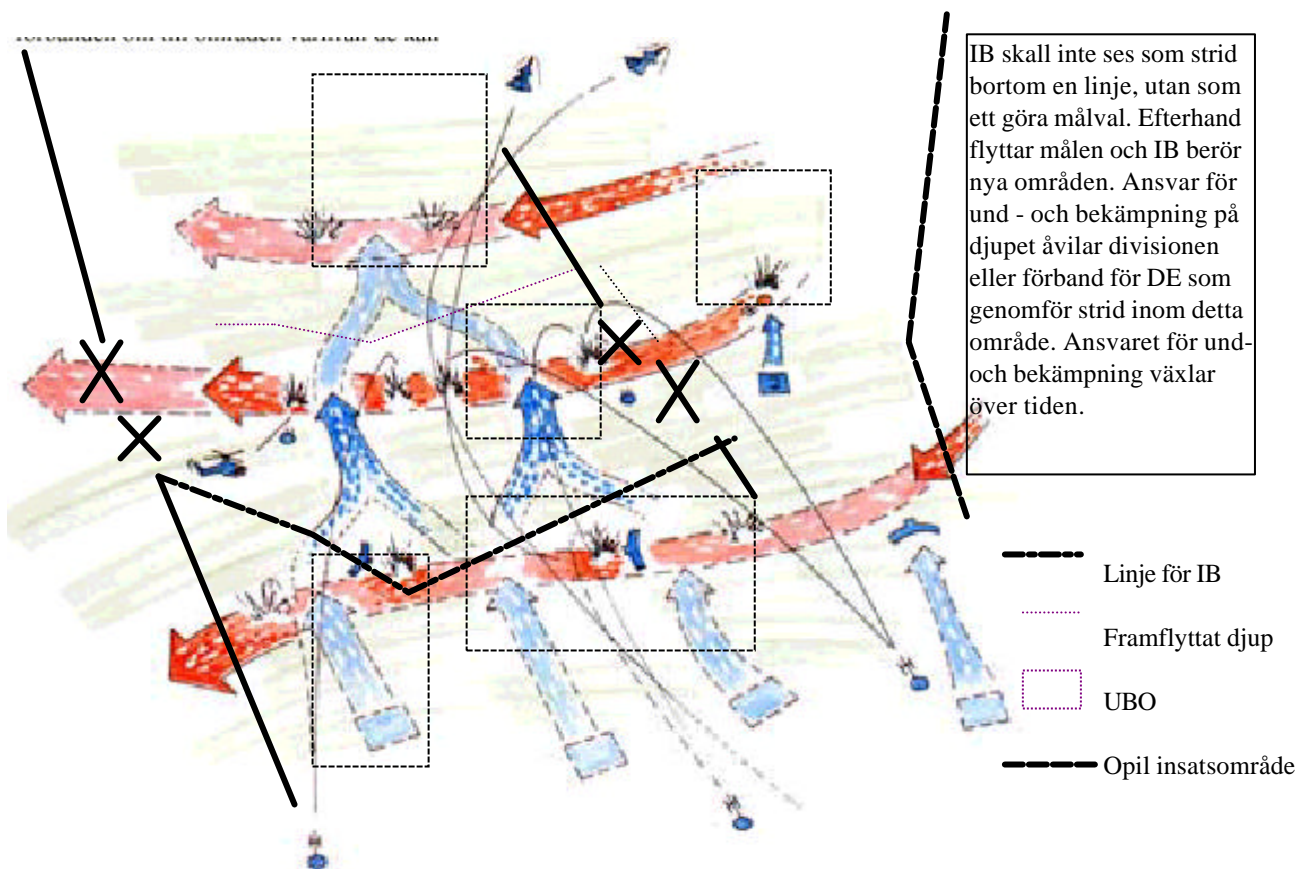 IB skall inte ses som strid
bortom en linje, utan som
ett göra målval. Efterhand
flyttar målen och IB berör
nya områden. Ansvar för
und - och bekämpning på
djupet åvilar divisionen
eller förband för DE som
genomför strid inom detta
område. Ansvaret för und-
och bekämpning växlar
över tiden.
Linje för IB
Framflyttat djup
UBO
Opil insatsområde